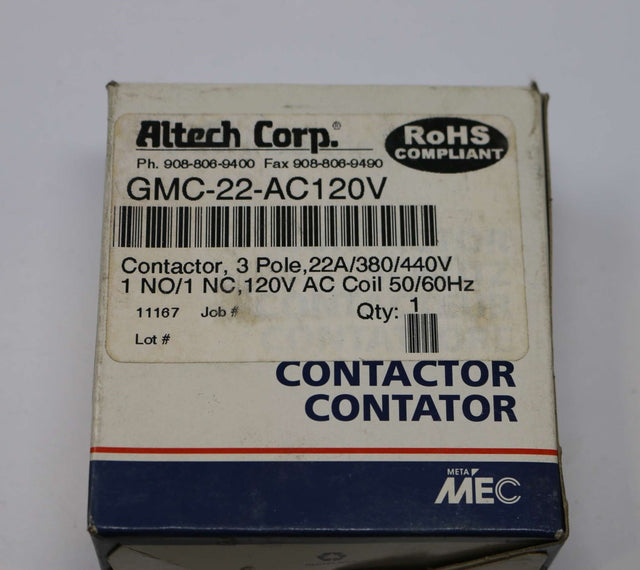 Altech Corp.®
RoHS
COMPLIANT
Ph. 908-806-9400 Fax 908-806-9490
GMC-22-AC120V
Contactor, 3 Pole,22A/380/440V
1 NO/1 NC,120V AC Coil 50/60Hz
11167 Job #
Qty: 1
Lot #
CONTACTOR
CONTATOR
META
MEC